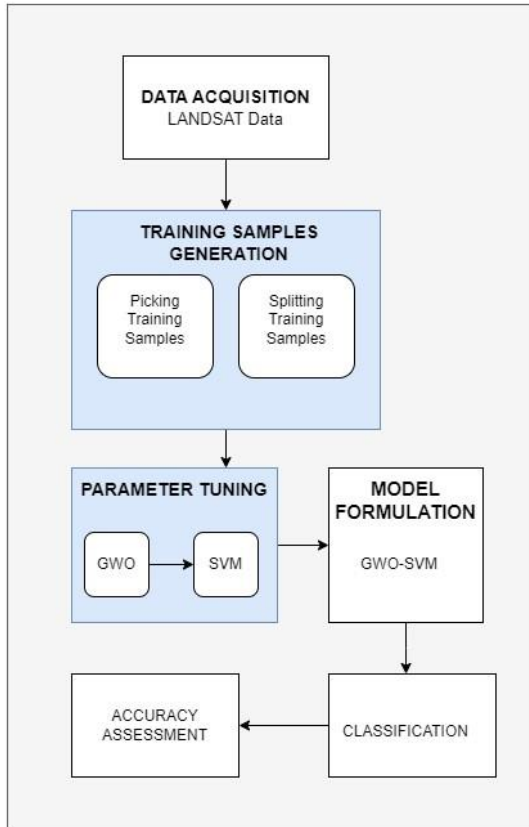 DATA ACQUISITION
LANDSAT Data
TRAINING SAMPLES
GENERATION
Picking
Training
Samples
Splitting
Training
Samples
PARAMETER TUNING
GWO
SVM
MODEL
FORMULATION
GWO-SVM
ACCURACY
ASSESSMENT
CLASSIFICATION